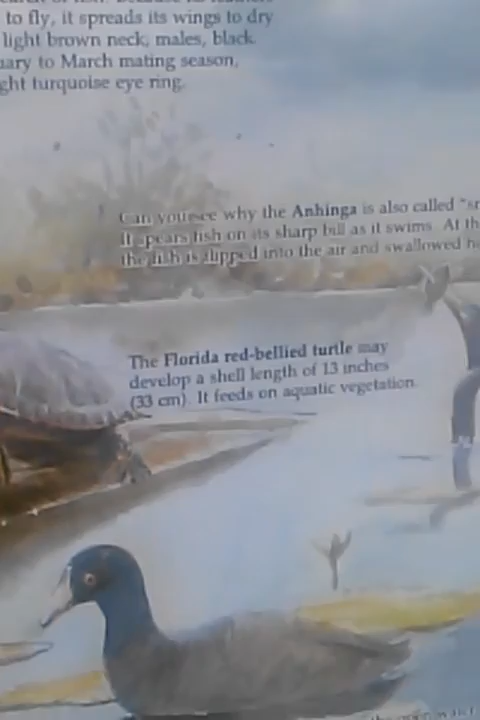 to fly, it spreads its wings to dry
light brown neck; males, black
to March mating season,
turquoise eye ring.
Can you see why the Anhinga is also called
It spears fish on its sharp bill as it swims. At
the fish is flipped into the air and swallowed
The Florida red-bellied turtle may
develop a shell length of 13 inches
(33 cm). It feeds on aquatic vegetation.